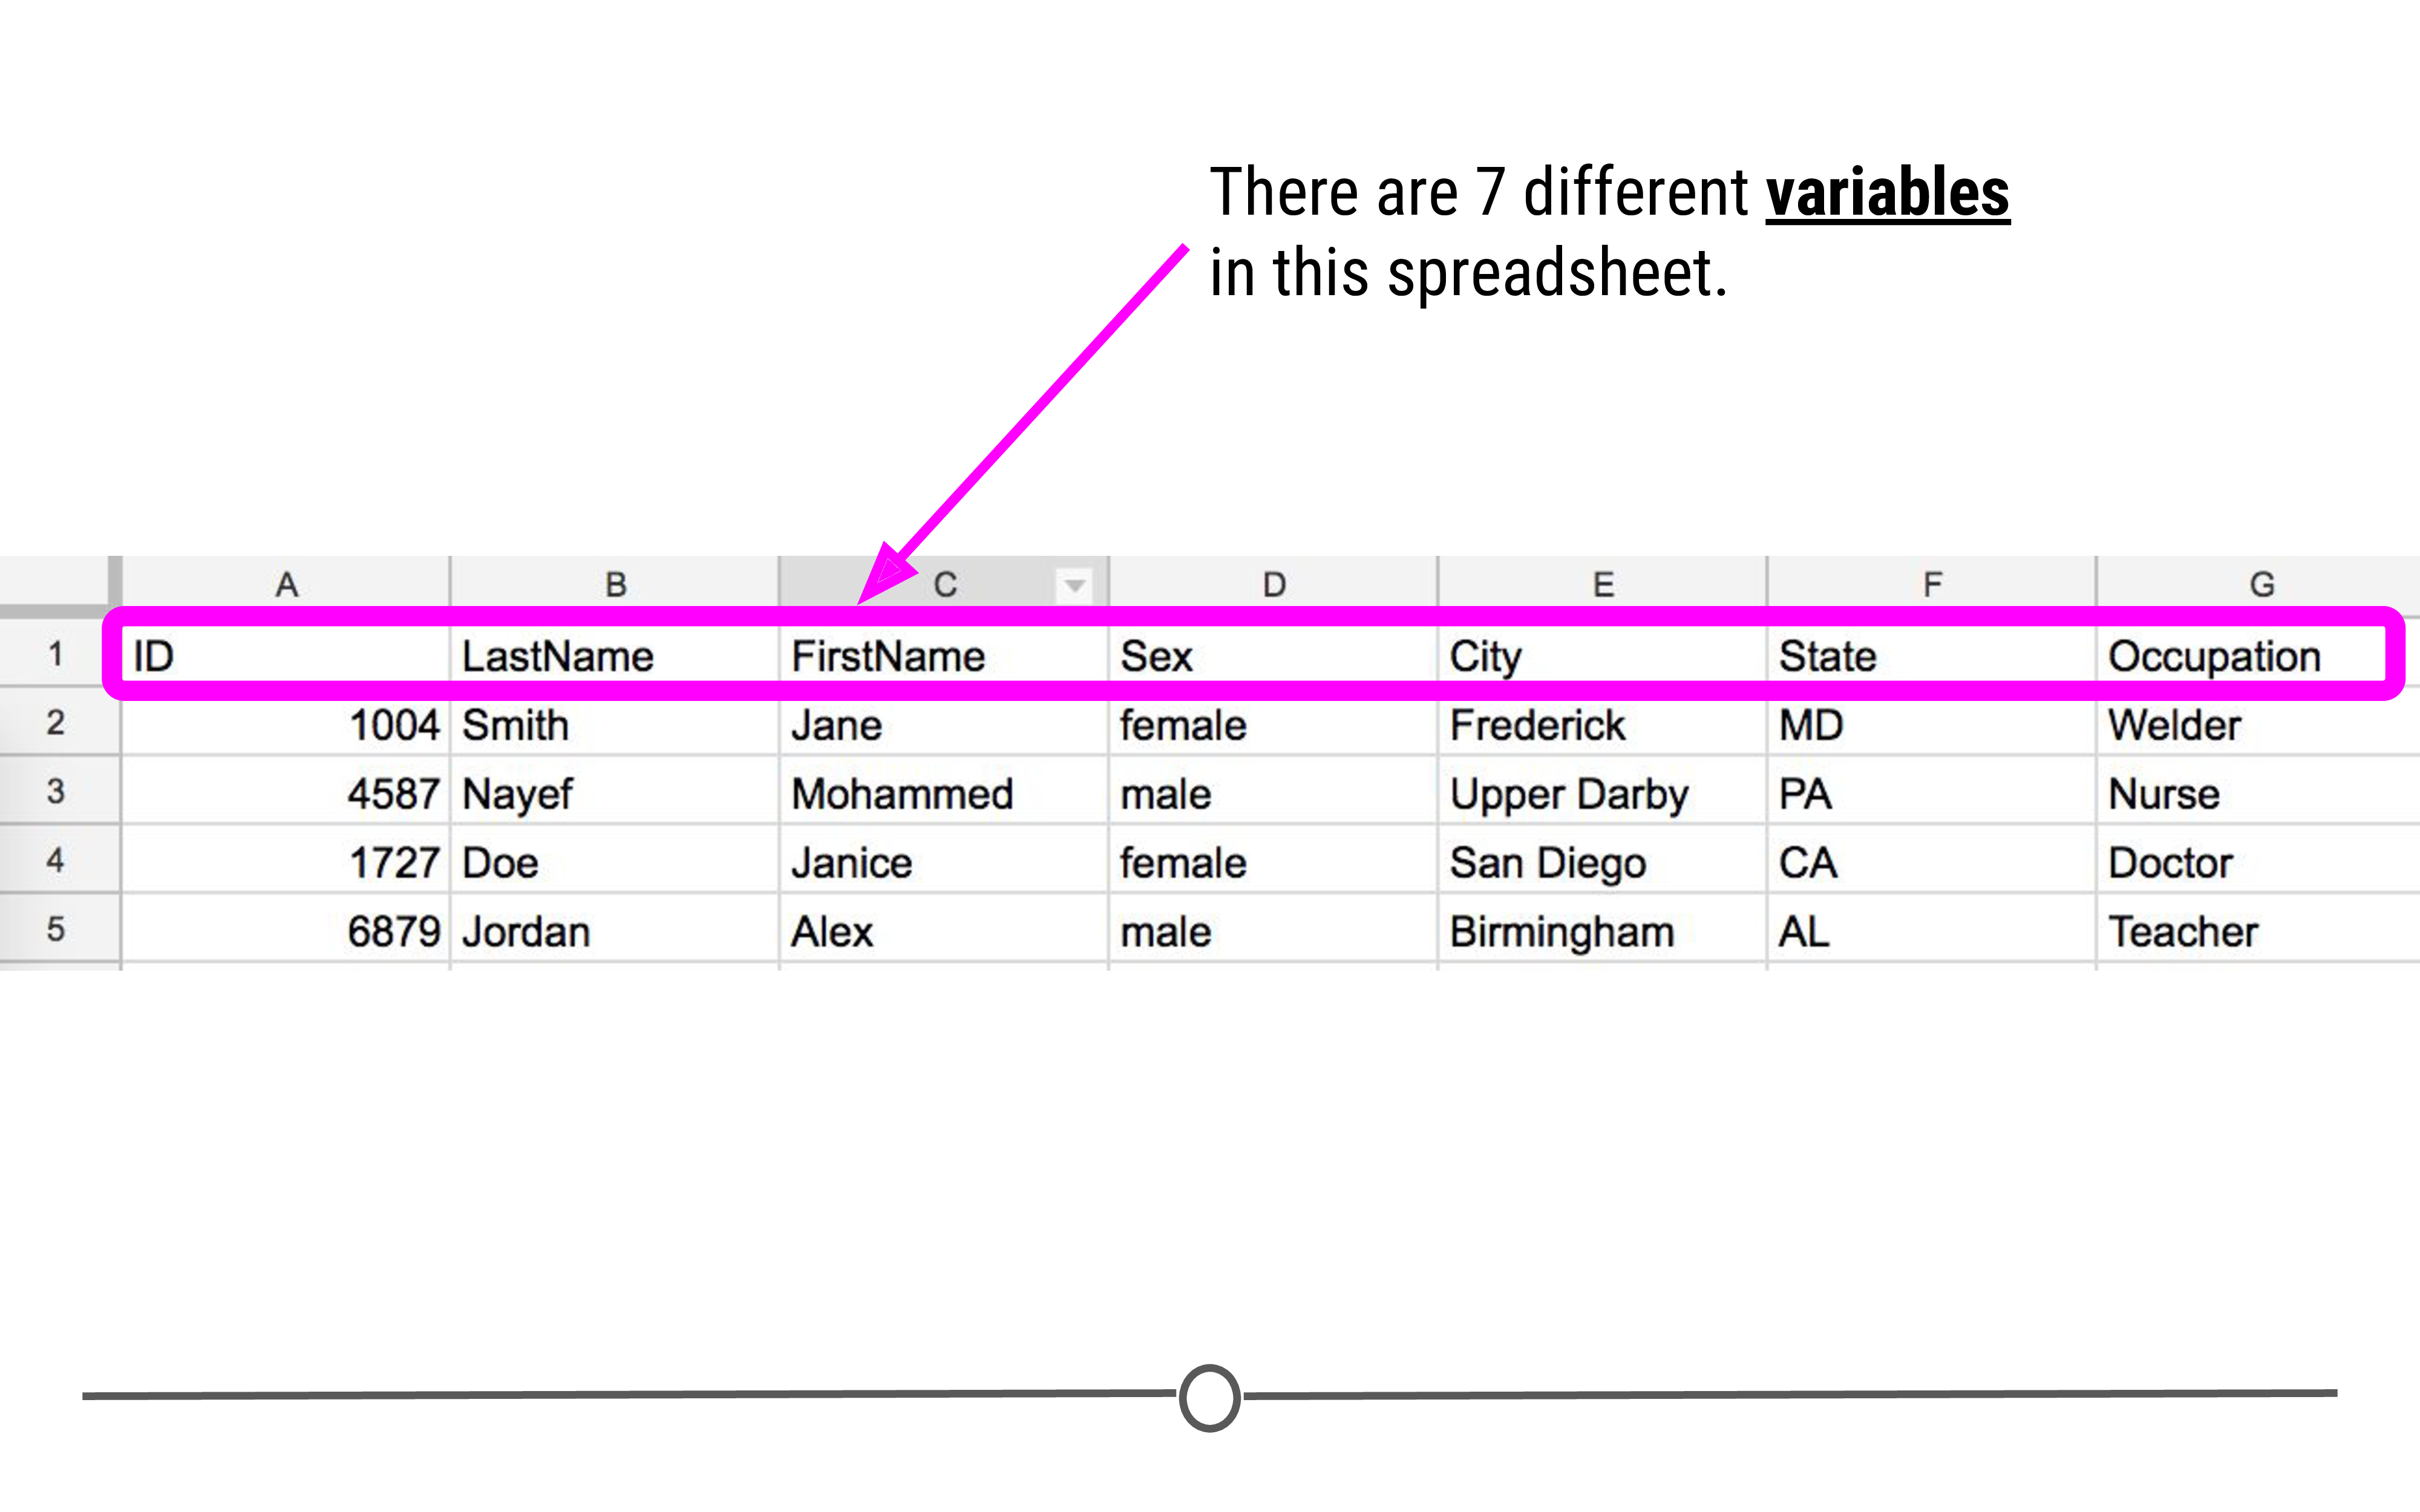 There are 7 different variables
in this spreadsheet.
A B C D E F G
1 ID LastName FirstName Sex City State Occupation
2 1004 Smith Jane female Frederick MD Welder
3 4587 Nayef Mohammed male Upper Darby PA Nurse
4 1727 Doe Janice female San Diego CA Doctor
5 6879 Jordan Alex male Birmingham AL Teacher